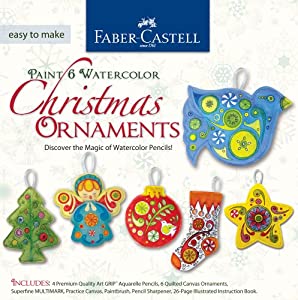 easy to make
FABER-CASTELL
since 1761
PAINT 6 WATERCOLOR
Christmas
ORNAMENTS
Discover the Magic of Watercolor Pencils!
INCLUDES: 4 Premium-Quality Art GRIP Aquarelle Pencils, 6 Quilted Canvas Ornaments,
Superfine MULTIMARK, Practice Canvas, Paintbrush, Pencil Sharpener, 26-Page Illustrated Instruction Book.